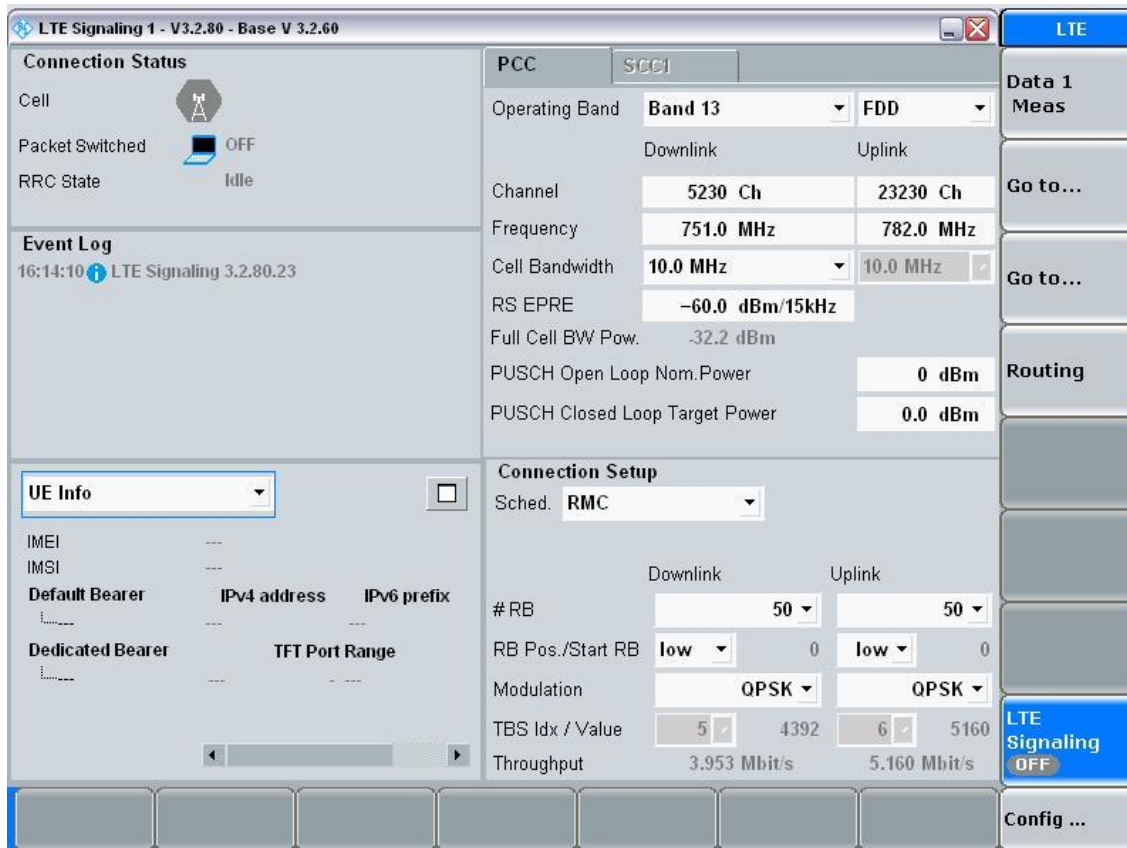 LTE Signaling 1 - V3.2.80 - Base V 3.2.60
Connection Status
Cell
Packet Switched OFF
RRC State Idle
Event Log
16:14:10 LTE Signaling 3.2.80.23
UE Info
IMEI ---
IMSI ---
Default Bearer IPv4 address IPv6 prefix
--- --- ---
Dedicated Bearer TFT Port Range
--- --- - ---
PCC SCC1
Operating Band Band 13 FDD
Downlink Uplink
Channel 5230 Ch 23230 Ch
Frequency 751.0 MHz 782.0 MHz
Cell Bandwidth 10.0 MHz 10.0 MHz
RS EPRE −60.0 dBm/15kHz
Full Cell BW Pow. -32.2 dBm
PUSCH Open Loop Nom.Power 0 dBm
PUSCH Closed Loop Target Power 0.0 dBm
Connection Setup
Sched. RMC
Downlink Uplink
# RB 50 50
RB Pos./Start RB low 0 low 0
Modulation QPSK QPSK
TBS Idx / Value 5 4392 6 5160
Throughput 3.953 Mbit/s 5.160 Mbit/s
LTE
Data 1
Meas
Go to...
Go to...
Routing
LTE
Signaling
OFF
Config ...